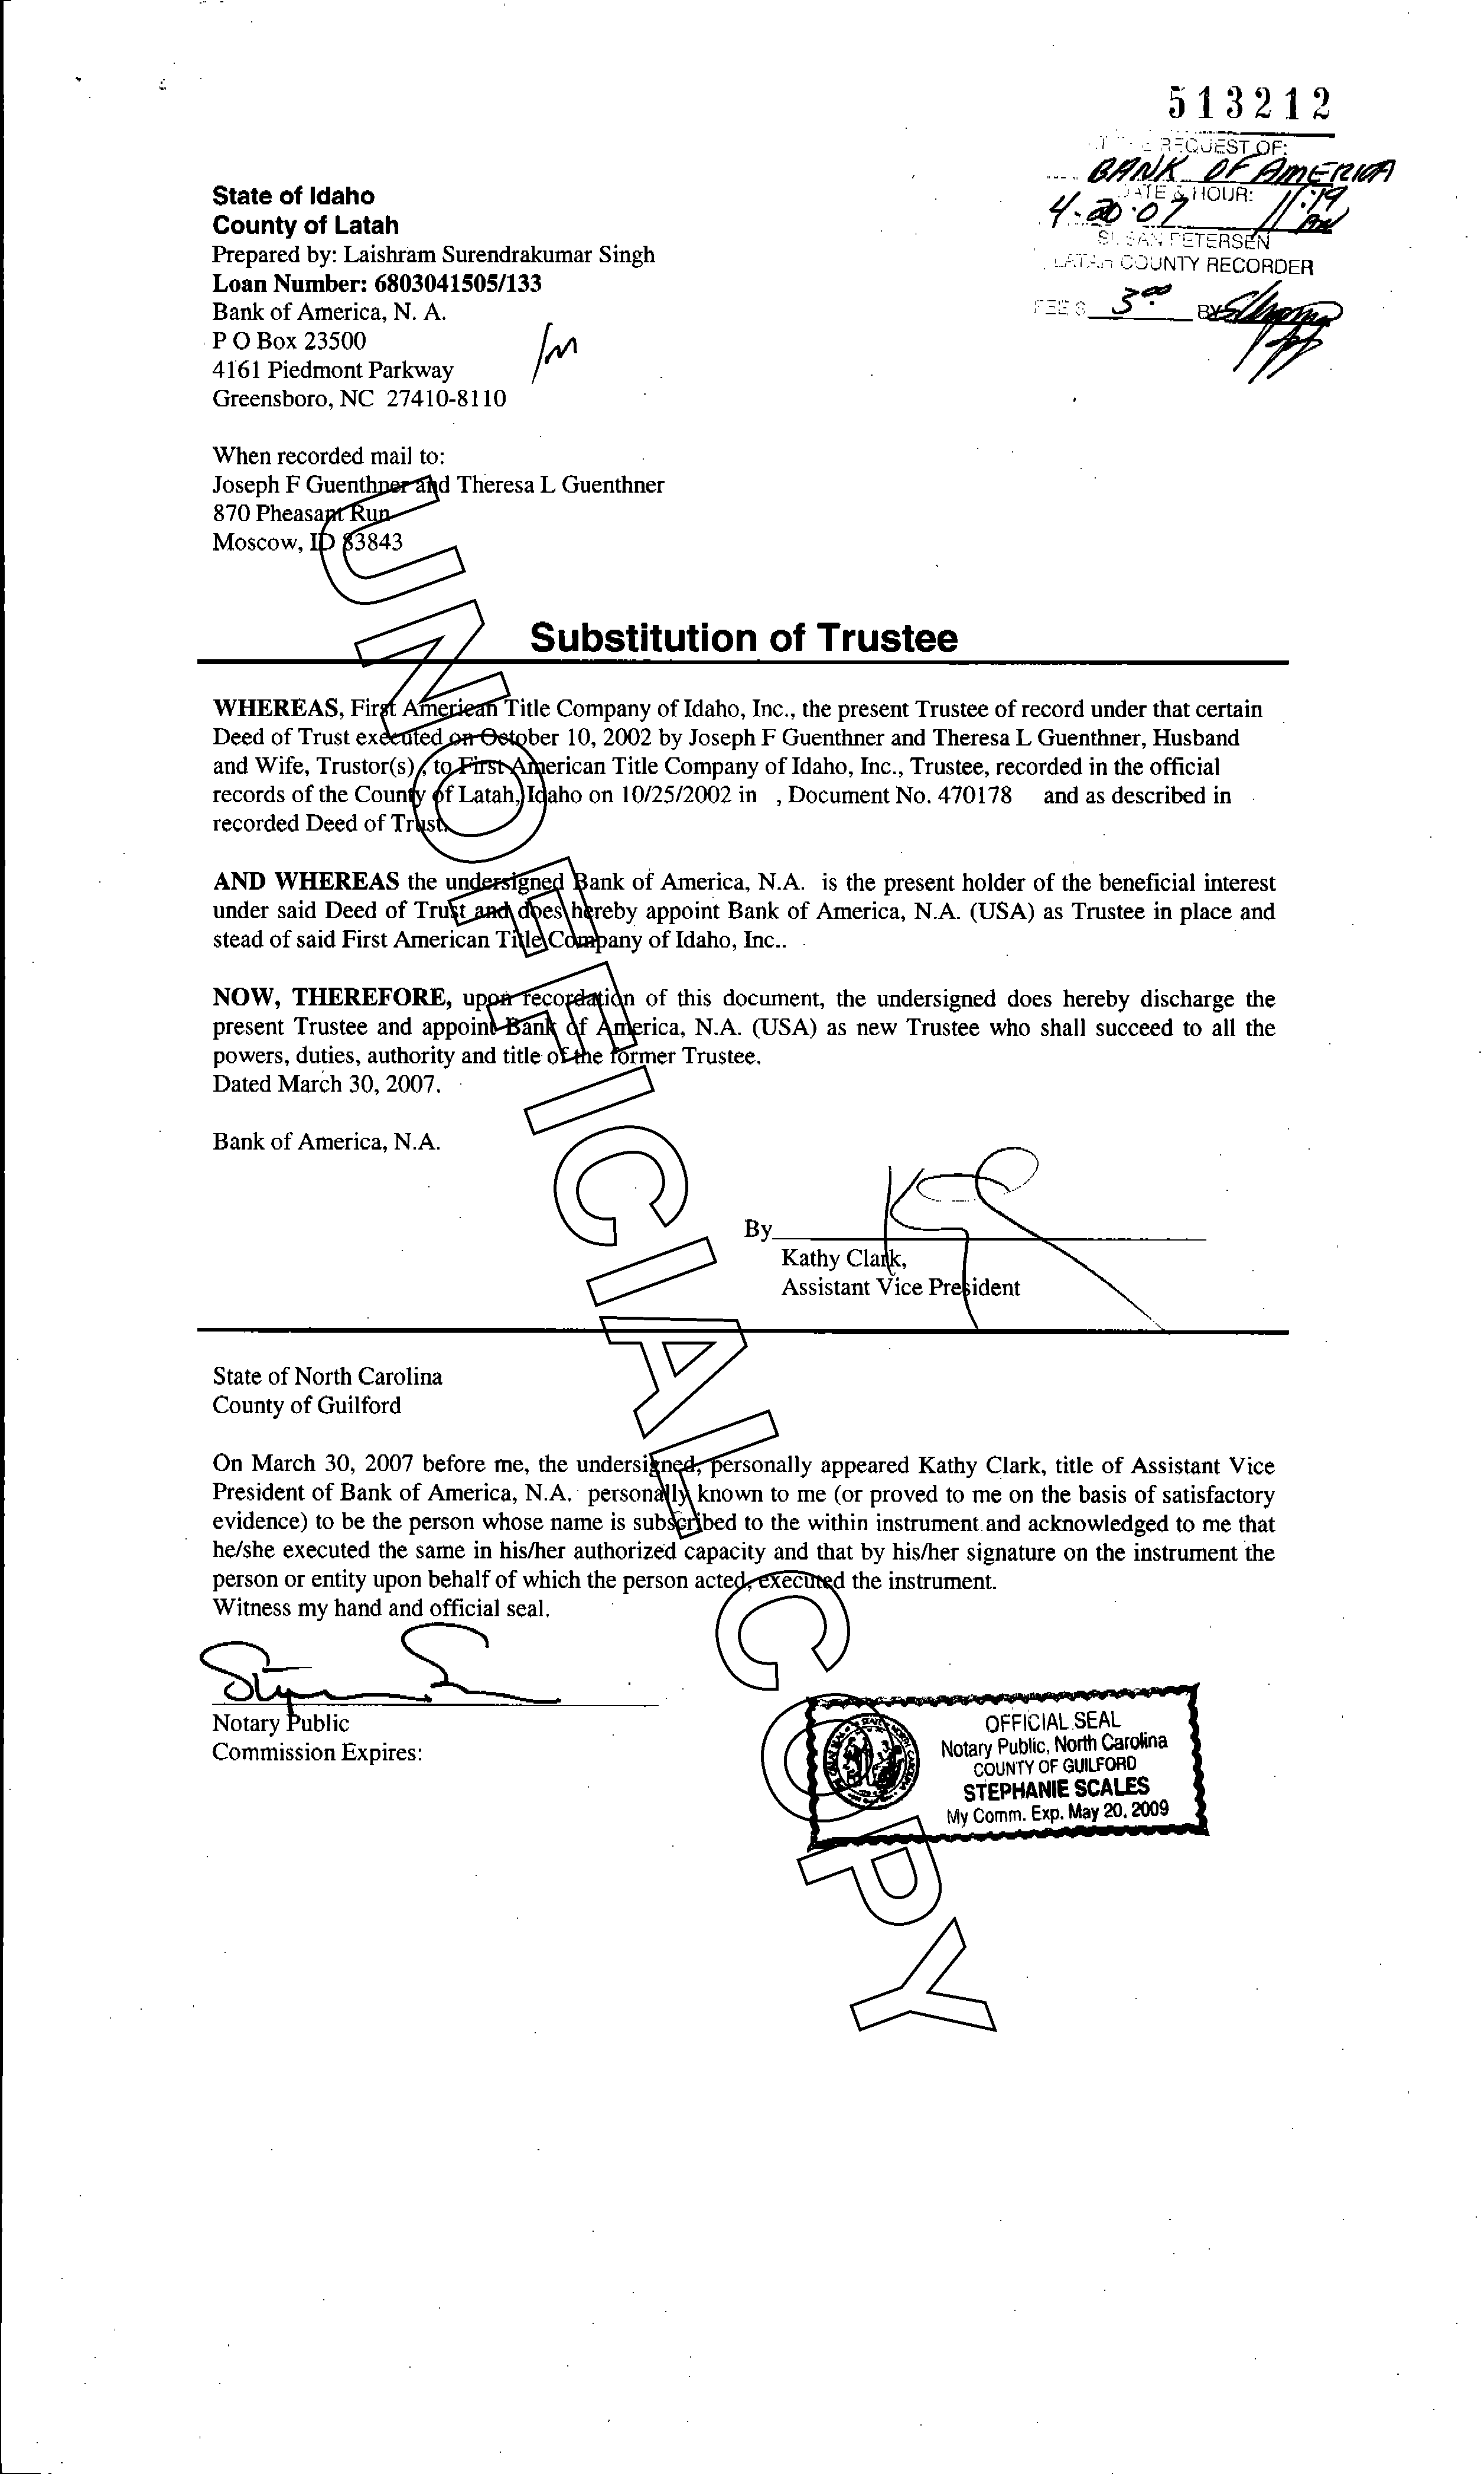 513212
REQUEST OF:
BANK OF AMERICA
DATE & HOUR:
4-20-07 11:19 AM
SUSAN PETERSEN
LATAH COUNTY RECORDER
FEE $ 3.00 BY
State of Idaho
County of Latah
Prepared by: Laishram Surendrakumar Singh
Loan Number: 6803041505/133
Bank of America, N. A.
P O Box 23500
4161 Piedmont Parkway
Greensboro, NC 27410-8110
When recorded mail to:
Joseph F Guenthner and Theresa L Guenthner
870 Pheasant Run
Moscow, ID 83843
Substitution of Trustee
WHEREAS, First American Title Company of Idaho, Inc., the present Trustee of record under that certain
Deed of Trust executed on October 10, 2002 by Joseph F Guenthner and Theresa L Guenthner, Husband
and Wife, Trustor(s) , to First American Title Company of Idaho, Inc., Trustee, recorded in the official
records of the County of Latah, Idaho on 10/25/2002 in , Document No. 470178 and as described in
recorded Deed of Trust.
AND WHEREAS the undersigned Bank of America, N.A. is the present holder of the beneficial interest
under said Deed of Trust and does hereby appoint Bank of America, N.A. (USA) as Trustee in place and
stead of said First American Title Company of Idaho, Inc..
NOW, THEREFORE, upon recordation of this document, the undersigned does hereby discharge the
present Trustee and appoint Bank of America, N.A. (USA) as new Trustee who shall succeed to all the
powers, duties, authority and title of the former Trustee.
Dated March 30, 2007.
Bank of America, N.A.
By
Kathy Clark,
Assistant Vice President
State of North Carolina
County of Guilford
On March 30, 2007 before me, the undersigned, personally appeared Kathy Clark, title of Assistant Vice
President of Bank of America, N.A. personally known to me (or proved to me on the basis of satisfactory
evidence) to be the person whose name is subscribed to the within instrument and acknowledged to me that
he/she executed the same in his/her authorized capacity and that by his/her signature on the instrument the
person or entity upon behalf of which the person acted, executed the instrument.
Witness my hand and official seal.
Notary Public
Commission Expires:
OFFICIAL SEAL
Notary Public, North Carolina
COUNTY OF GUILFORD
STEPHANIE SCALES
My Comm. Exp. May 20, 2009
UNOFFICIAL COPY